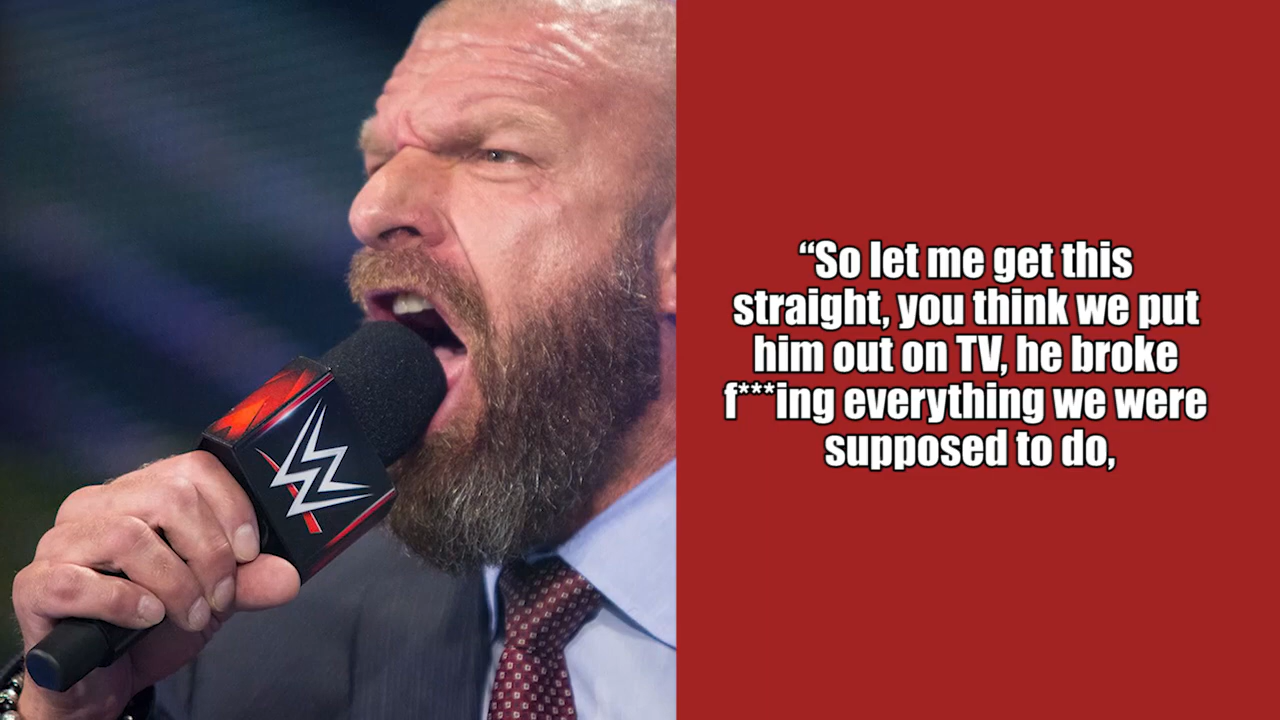 “So let me get this
straight, you think we put
him out on TV, he broke
f***ing everything we were
supposed to do,